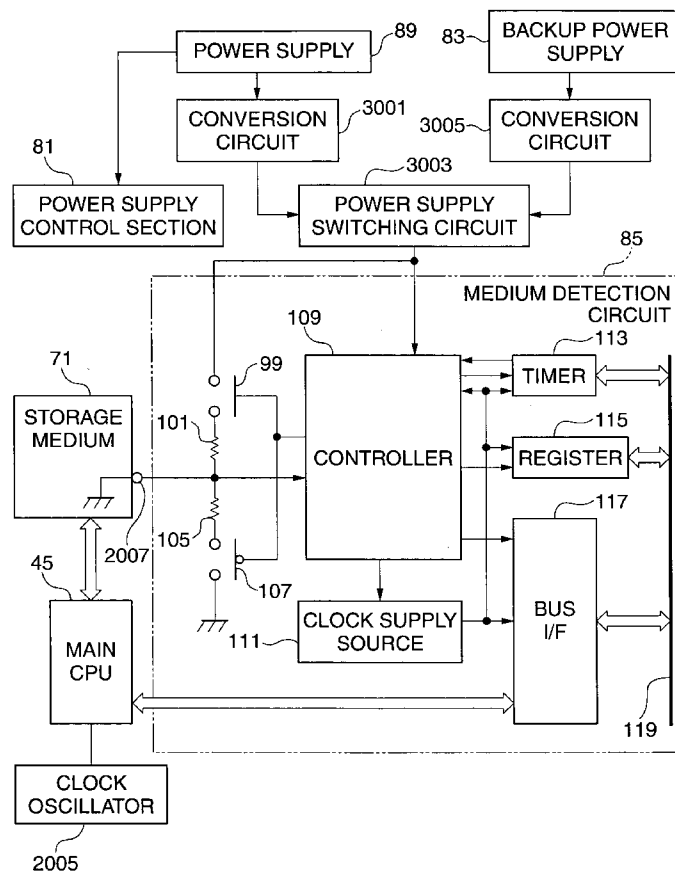 POWER SUPPLY
89
83
BACKUP POWER
SUPPLY
CONVERSION
CIRCUIT
3001
3005
CONVERSION
CIRCUIT
81
3003
POWER SUPPLY
CONTROL SECTION
POWER SUPPLY
SWITCHING CIRCUIT
85
MEDIUM DETECTION
CIRCUIT
109
113
99
TIMER
71
STORAGE
MEDIUM
101
115
CONTROLLER
REGISTER
105
117
2007
107
45
MAIN
CPU
111
CLOCK SUPPLY
SOURCE
BUS
I/F
119
CLOCK
OSCILLATOR
2005